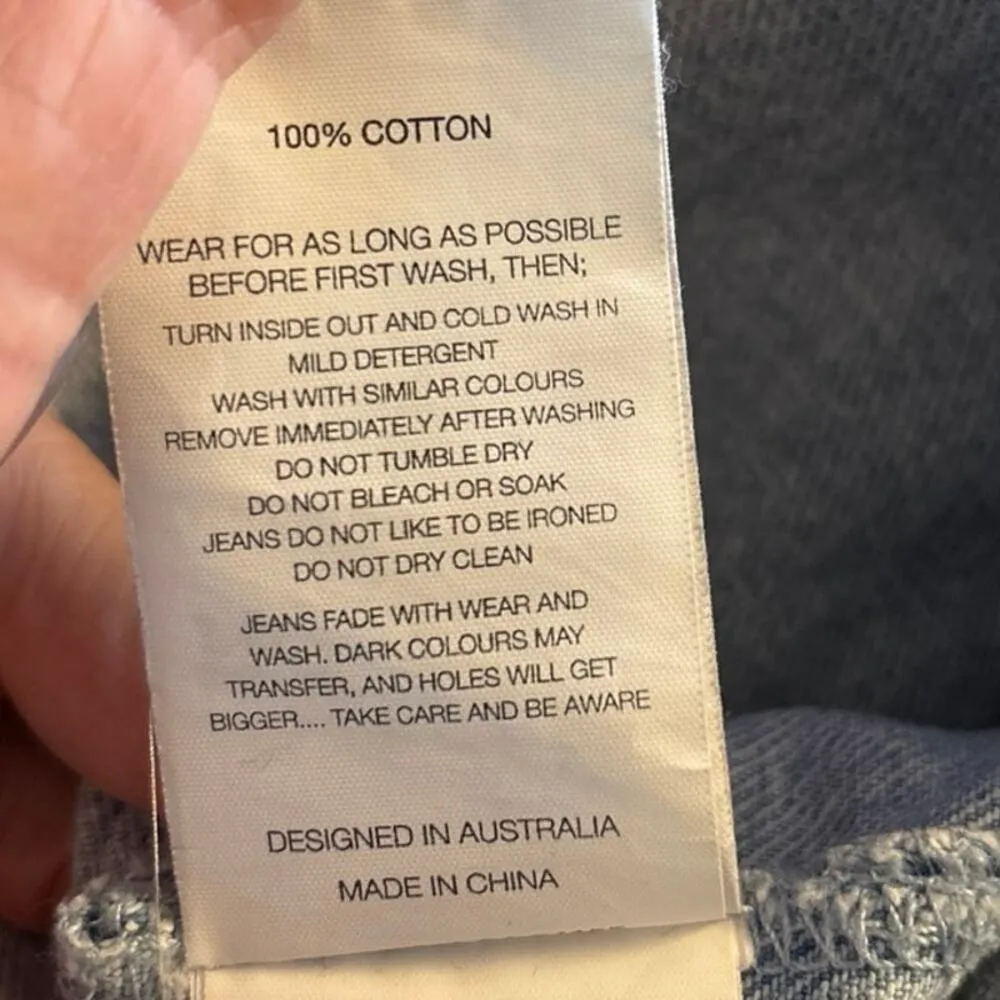 100% COTTON
WEAR FOR AS LONG AS POSSIBLE
BEFORE FIRST WASH, THEN;
TURN INSIDE OUT AND COLD WASH IN
MILD DETERGENT
WASH WITH SIMILAR COLOURS
REMOVE IMMEDIATELY AFTER WASHING
DO NOT TUMBLE DRY
DO NOT BLEACH OR SOAK
JEANS DO NOT LIKE TO BE IRONED
DO NOT DRY CLEAN
JEANS FADE WITH WEAR AND
WASH. DARK COLOURS MAY
TRANSFER, AND HOLES WILL GET
BIGGER.... TAKE CARE AND BE AWARE
DESIGNED IN AUSTRALIA
MADE IN CHINA